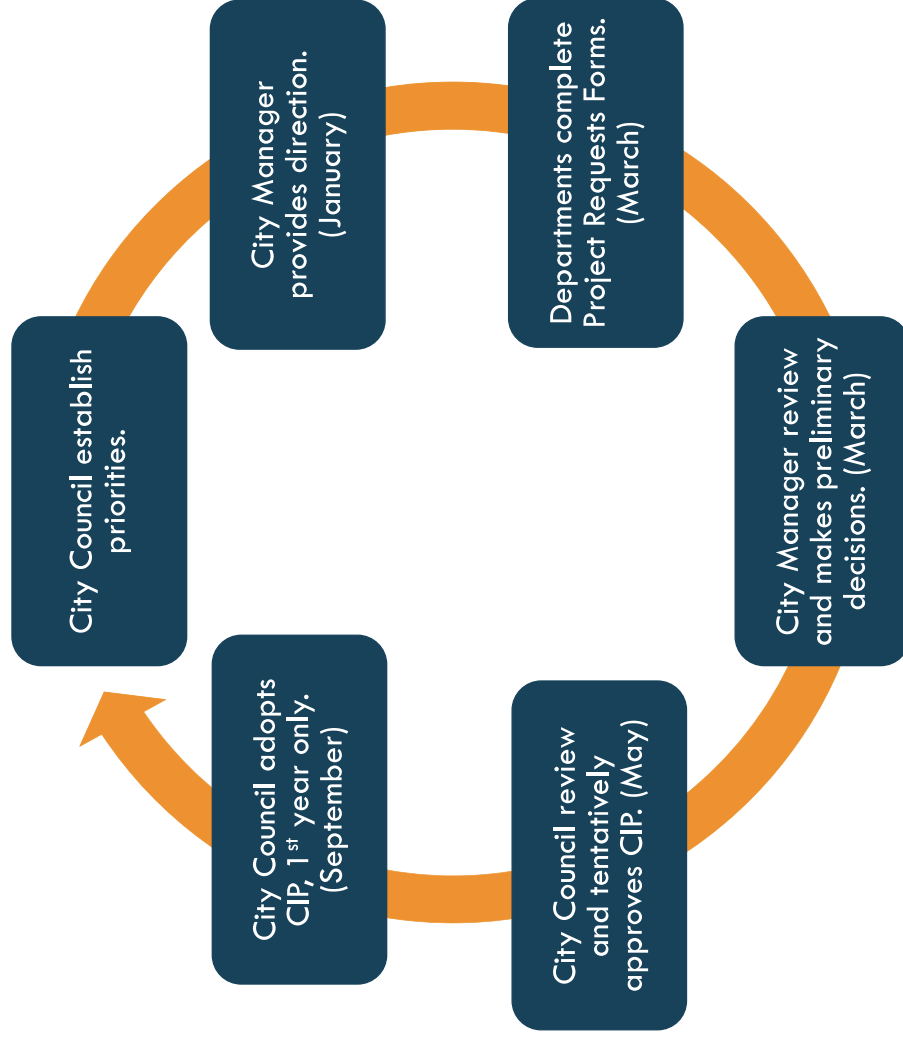 City Council establish
priorities.
City Manager
provides direction.
(January)
Departments complete
Project Requests Forms.
(March)
City Manager review
and makes preliminary
decisions. (March)
City Council review
and tentatively
approves CIP. (May)
City Council adopts
CIP, 1st year only.
(September)